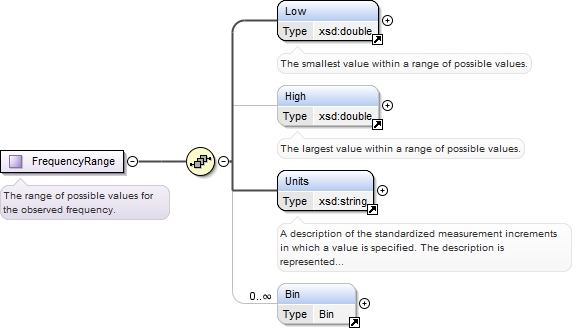 Low
Type xsd:double
The smallest value within a range of possible values.
High
Type xsd:double
The largest value within a range of possible values.
FrequencyRange
The range of possible values for
the observed frequency.
Units
Type xsd:string
A description of the standardized measurement increments
in which a value is specified. The description is
represented...
0..∞
Bin
Type Bin